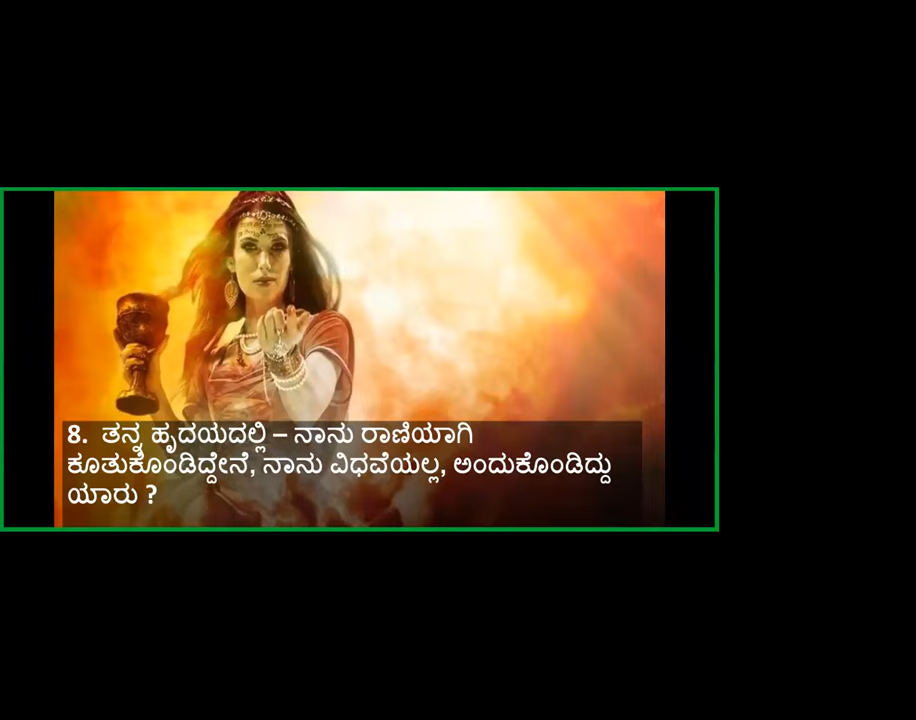 8. ತನ್ನ ಹೃದಯದಲ್ಲಿ – ನಾನು ರಾಣಿಯಾಗಿ
ಕೂತುಕೊಂಡಿದ್ದೇನೆ, ನಾನು ವಿಧವೆಯಲ್ಲ, ಅಂದುಕೊಂಡಿದ್ದು
ಯಾರು ?